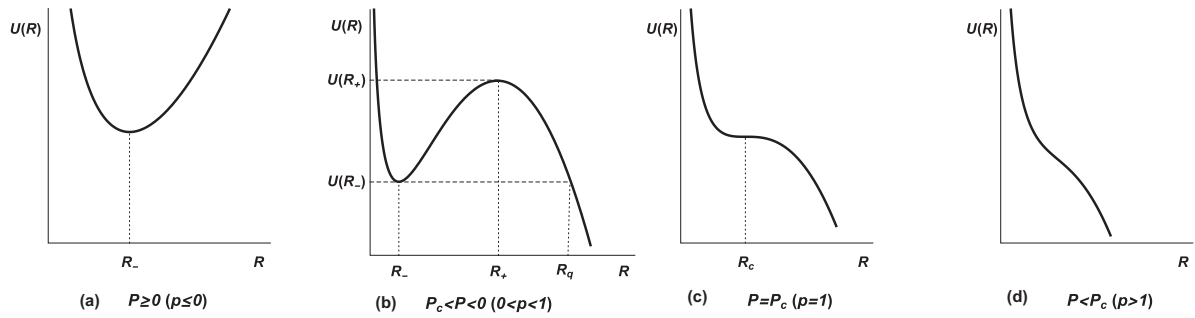 U(R)
R₋
R
(a) P≥0 (p≤0)
U(R)
U(R₊)
U(R₋)
R₋
R₊
R_q
R
(b) P_c<P<0 (0<p<1)
U(R)
R_c
R
(c) P=P_c (p=1)
U(R)
R
(d) P<P_c (p>1)